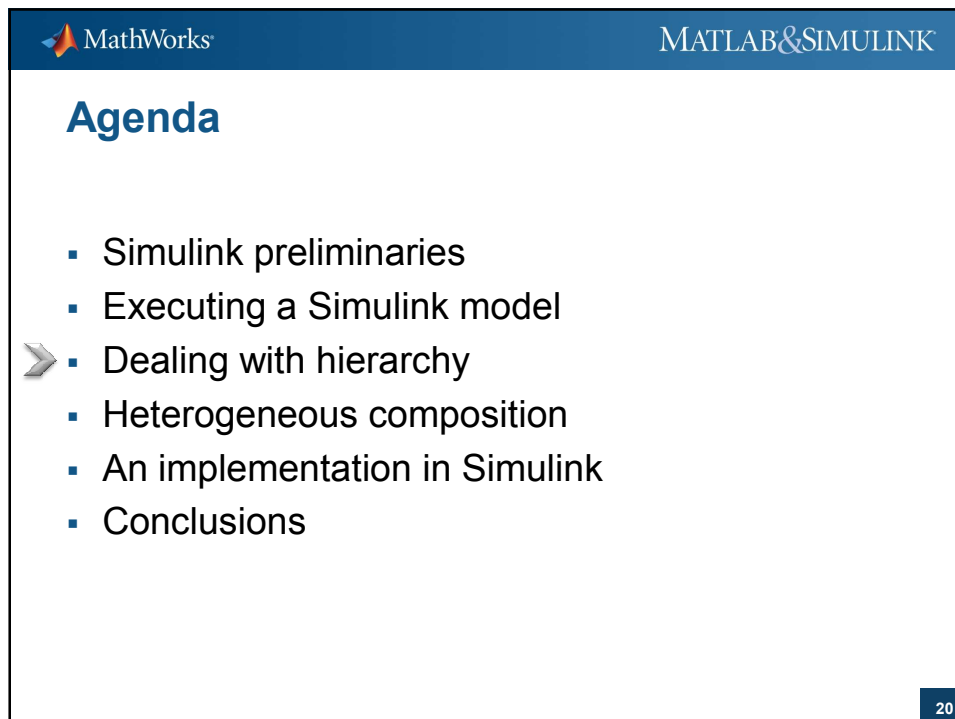 MathWorks®
MATLAB&SIMULINK®
Agenda
▪ Simulink preliminaries
▪ Executing a Simulink model
▪ Dealing with hierarchy
▪ Heterogeneous composition
▪ An implementation in Simulink
▪ Conclusions
20